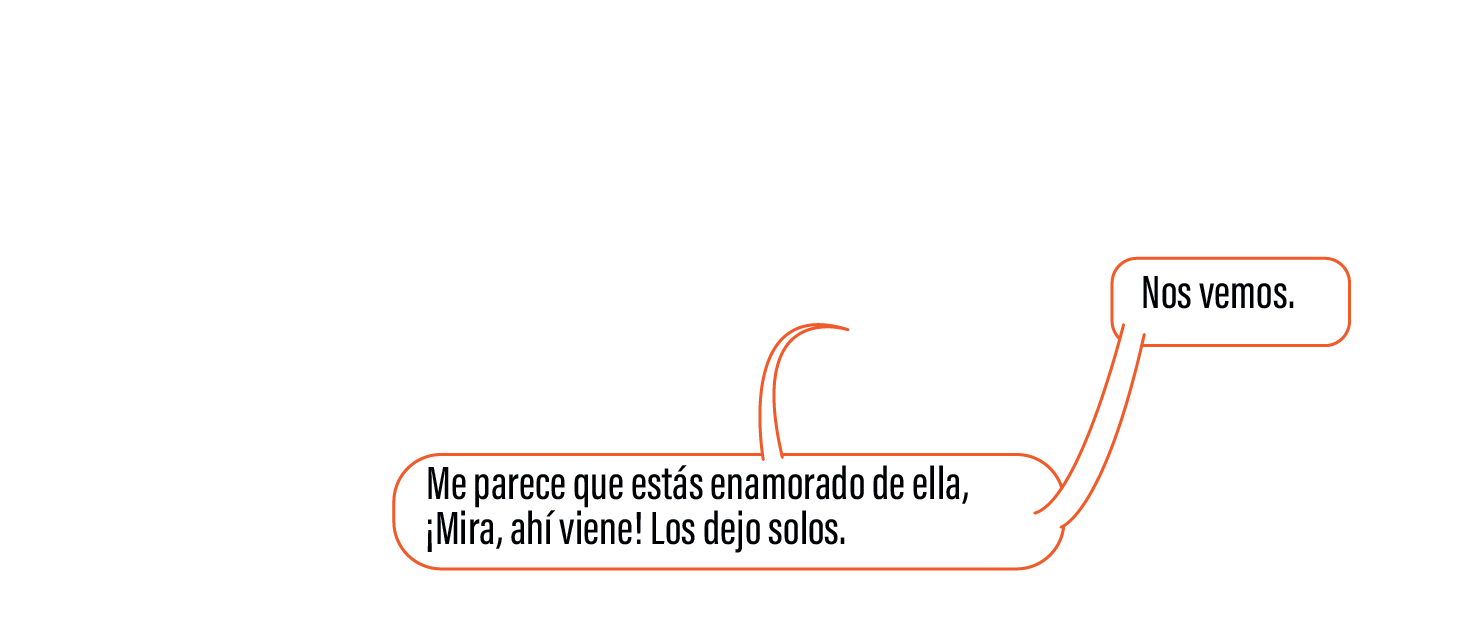 Me parece que estás enamorado de ella,
¡Mira, ahí viene! Los dejo solos.
Nos vemos.